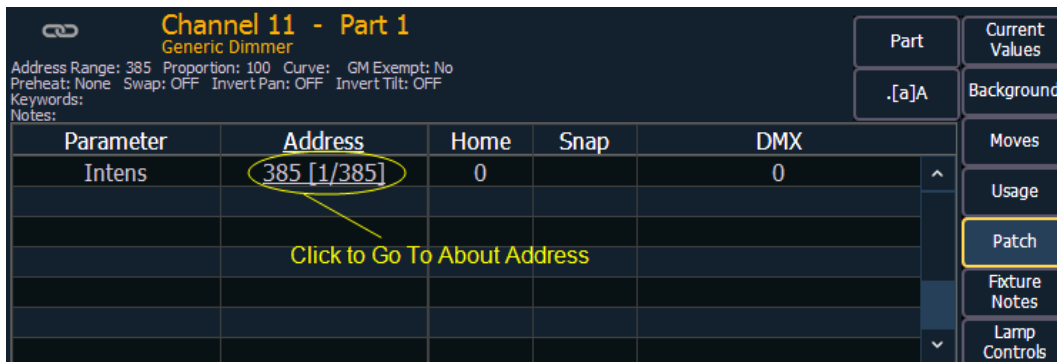 Channel 11 - Part 1
Generic Dimmer
Address Range: 385 Proportion: 100 Curve: GM Exempt: No
Preheat: None Swap: OFF Invert Pan: OFF Invert Tilt: OFF
Keywords:
Notes:
Part
.[a]A
Parameter Address Home Snap DMX
Intens 385 [1/385] 0 0
Click to Go To About Address
Current
Values
Background
Moves
Usage
Patch
Fixture
Notes
Lamp
Controls